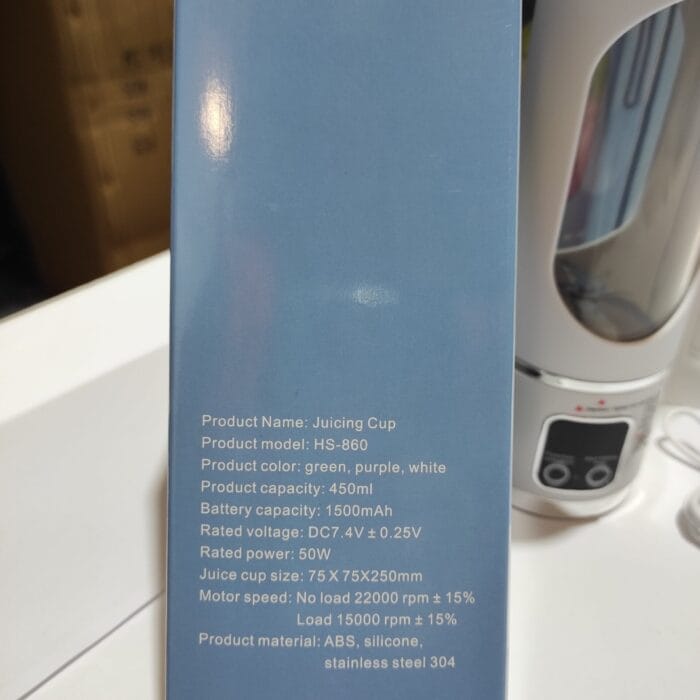 Product Name: Juicing Cup
Product model: HS-860
Product color: green, purple, white
Product capacity: 450ml
Battery capacity: 1500mAh
Rated voltage: DC7.4V ± 0.25V
Rated power: 50W
Juice cup size: 75 X 75X250mm
Motor speed: No load 22000 rpm ± 15%
Load 15000 rpm ± 15%
Product material: ABS, silicone,
stainless steel 304